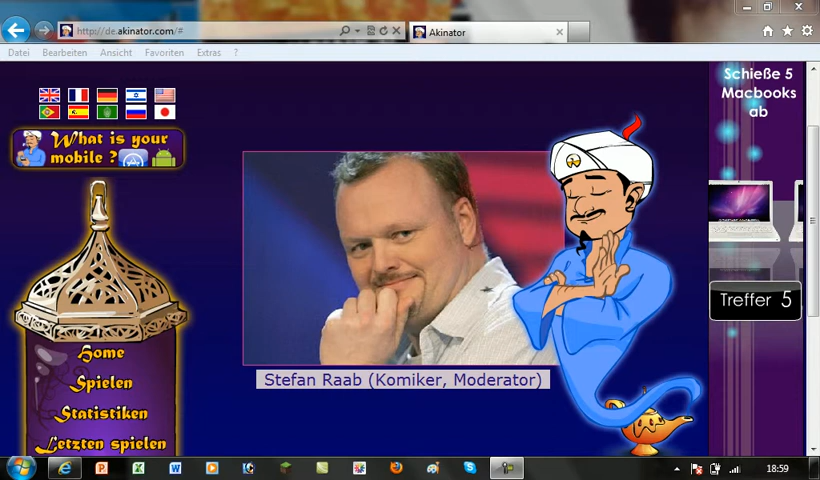 http://de.akinator.com/#
Akinator
Datei Bearbeiten Ansicht Favoriten Extras ?
What is your
mobile ?
Home
Spielen
Statistiken
Letzten spielen
Stefan Raab (Komiker, Moderator)
Schieße 5
Macbooks
ab
Treffer 5
18:59